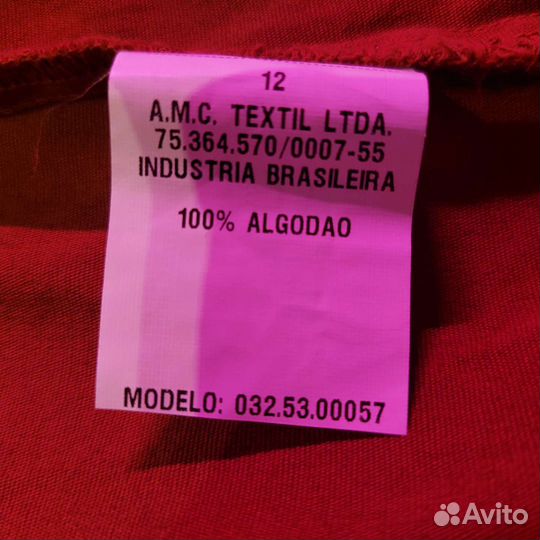 12
A.M.C. TEXTIL LTDA.
75.364.570/0007-55
INDUSTRIA BRASILEIRA
100% ALGODAO
MODELO: 032.53.00057
Avito